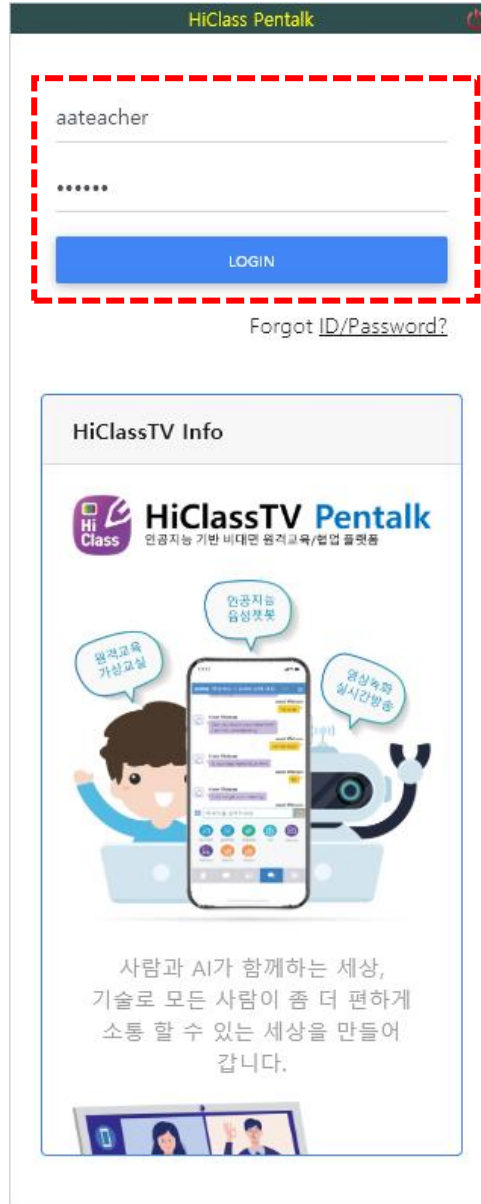 HiClass Pentalk
aateacher
••••••
LOGIN
Forgot ID/Password?
HiClassTV Info
Hi
Class
HiClassTV Pentalk
인공지능 기반 비대면 원격교육/협업 플랫폼
인공지능
음성챗봇
원격교육
가상교실
영상녹화
실시간방송
사람과 AI가 함께하는 세상,
기술로 모든 사람이 좀 더 편하게
소통 할 수 있는 세상을 만들어
갑니다.